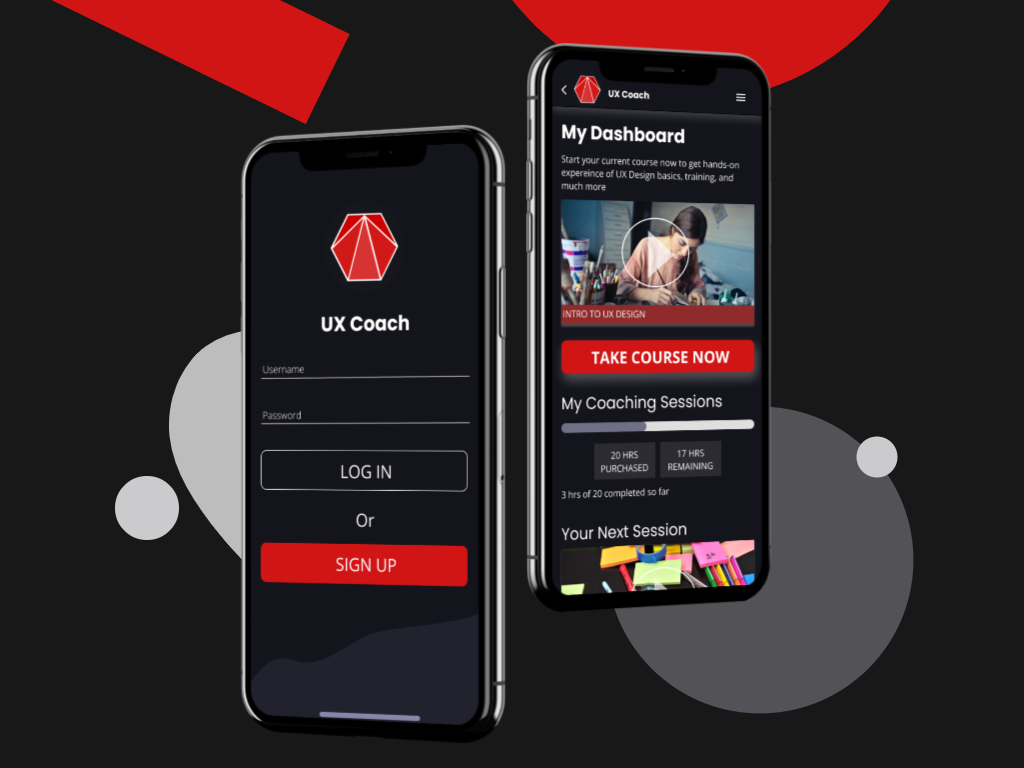 UX Coach
Username
Password
LOG IN
Or
SIGN UP
UX Coach
My Dashboard
Start your current course now to get hands-on
expereince of UX Design basics, training, and
much more
INTRO TO UX DESIGN
TAKE COURSE NOW
My Coaching Sessions
20 HRS
PURCHASED
17 HRS
REMAINING
3 hrs of 20 completed so far
Your Next Session